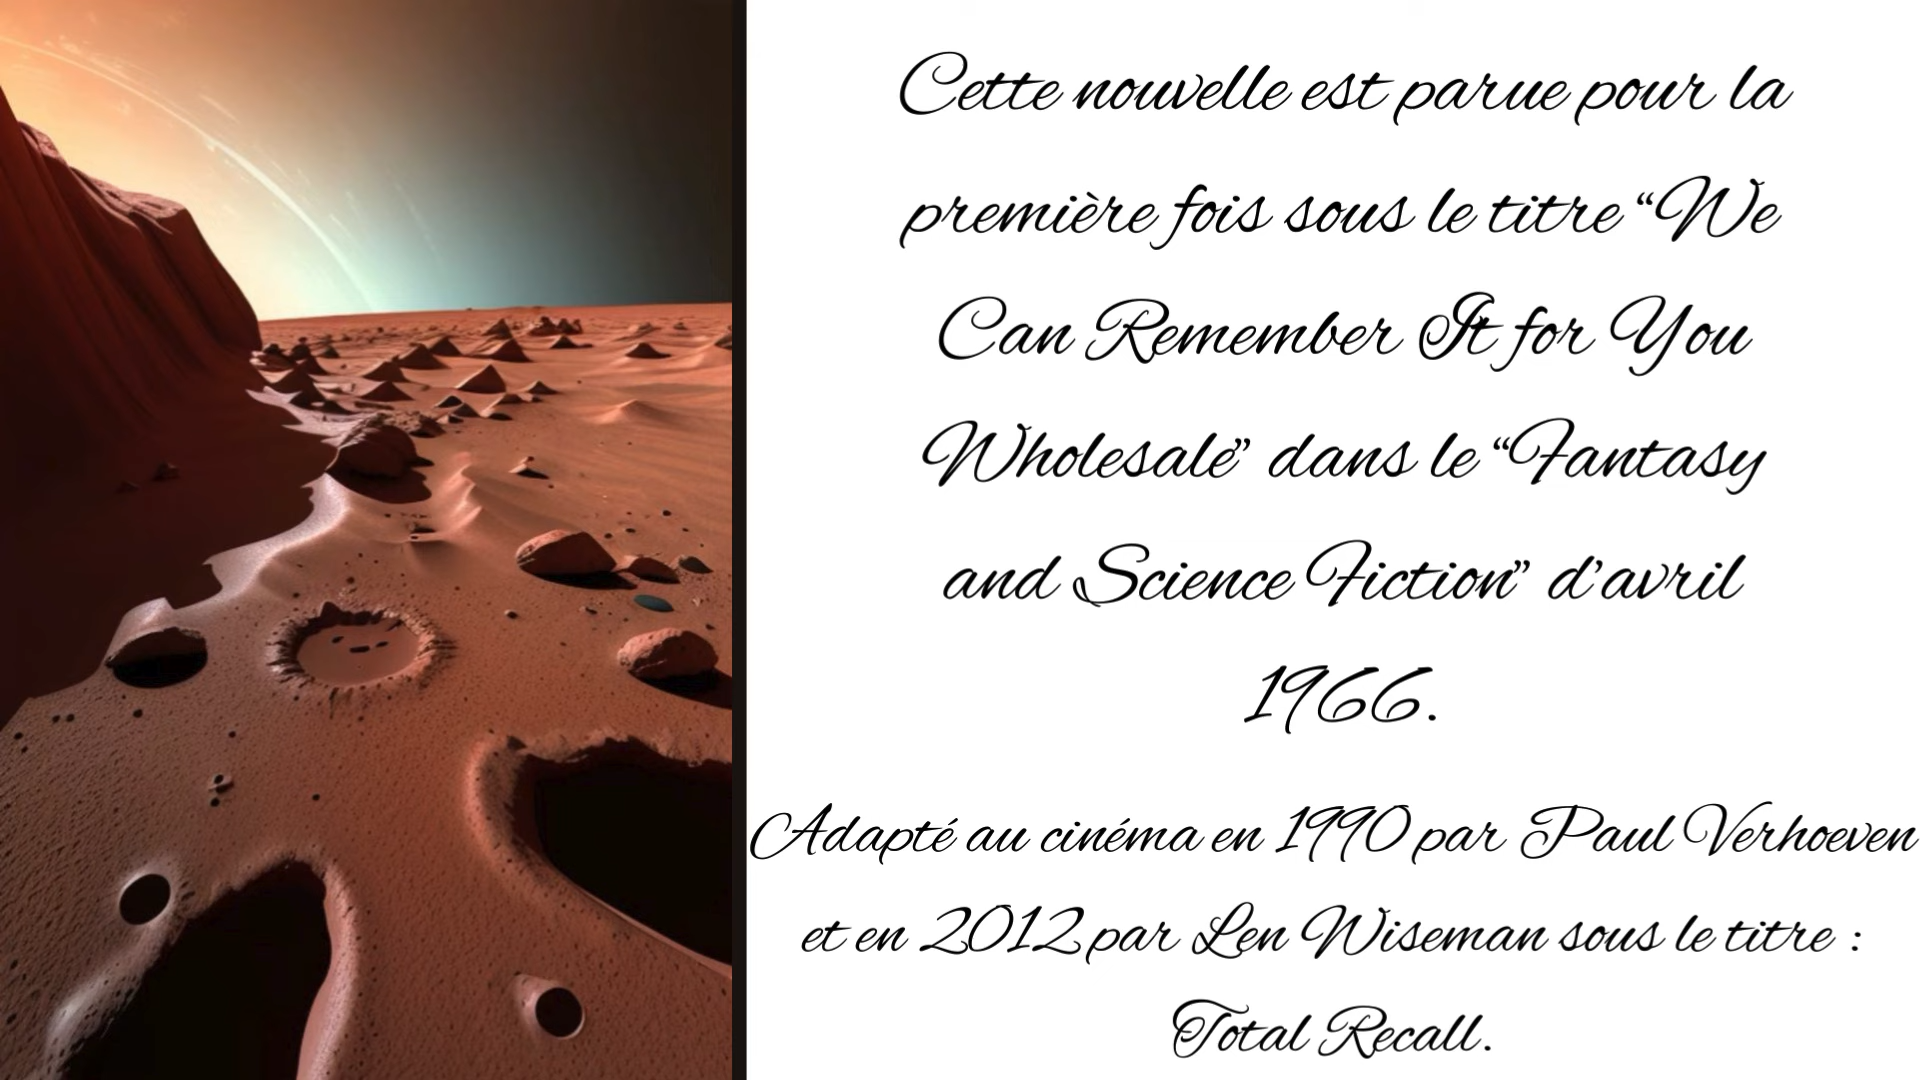 Cette nouvelle est parue pour la
première fois sous le titre “We
Can Remember It for You
Wholesale” dans le “Fantasy
and Science Fiction” d’avril
1966.
Adapté au cinéma en 1990 par Paul Verhoeven
et en 2012 par Len Wiseman sous le titre :
Total Recall.